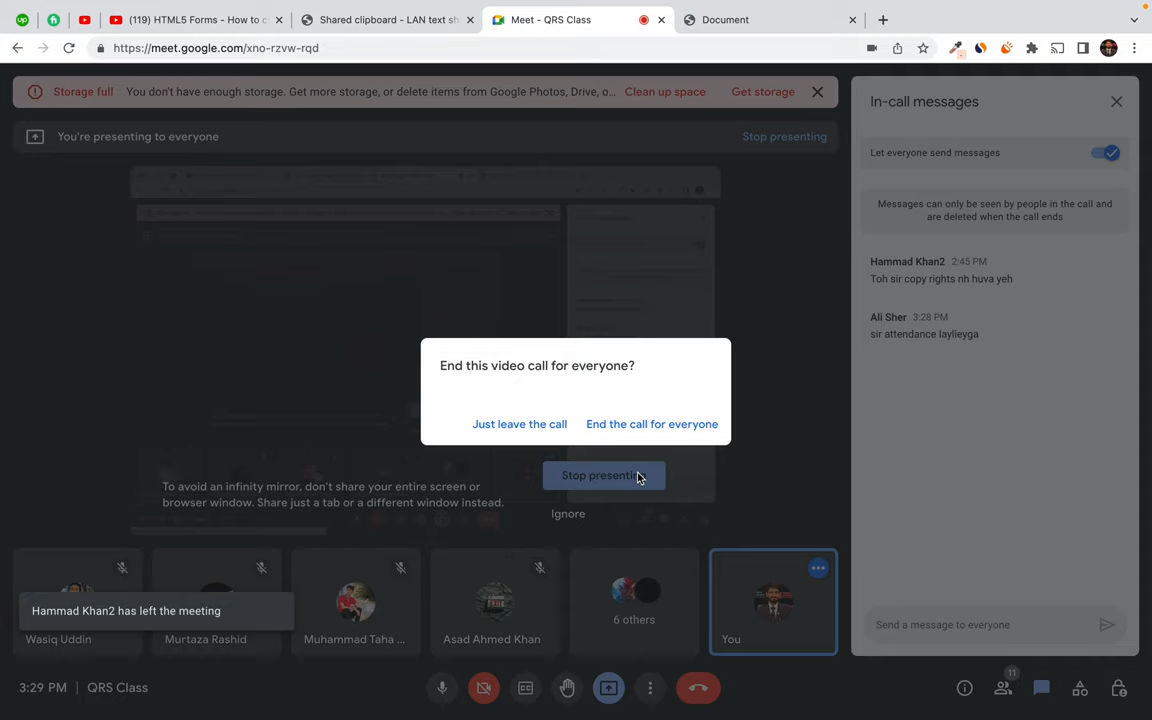 (119) HTML5 Forms - How to c
Shared clipboard - LAN text sh
Meet - QRS Class
Document
https://meet.google.com/xno-rzvw-rqd
Storage full You don't have enough storage. Get more storage, or delete items from Google Photos, Drive, o... Clean up space Get storage
You're presenting to everyone
Stop presenting
In-call messages
Let everyone send messages
Messages can only be seen by people in the call and
are deleted when the call ends
Hammad Khan2 2:45 PM
Toh sir copy rights nh huva yeh
Ali Sher 3:28 PM
sir attendance laylieyga
End this video call for everyone?
Just leave the call
End the call for everyone
To avoid an infinity mirror, don't share your entire screen or
browser window. Share just a tab or a different window instead.
Stop presenting
Ignore
Hammad Khan2 has left the meeting
Wasiq Uddin
Murtaza Rashid
Muhammad Taha ...
Asad Ahmed Khan
6 others
You
Send a message to everyone
3:29 PM | QRS Class
11